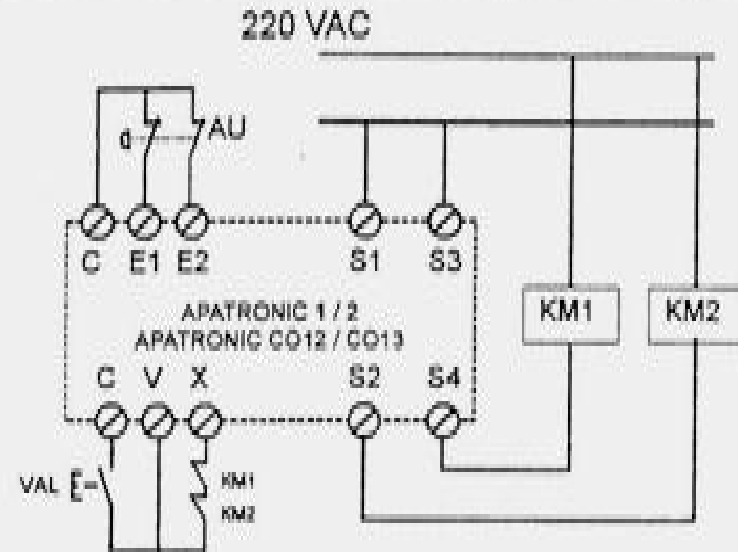 220 VAC
AU
C E1 E2 S1 S3
APATRONIC 1 / 2
APATRONIC CO12 / CO13
KM1 KM2
C V X S2 S4
VAL
KM1
KM2